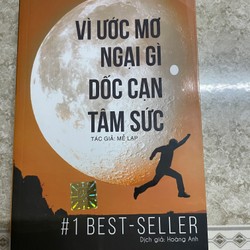 VÌ ƯỚC MƠ
NGẠI GÌ
DỐC CẠN
TÂM SỨC
TÁC GIẢ: MỄ LẠP
#1 BEST-SELLER
Dịch giả: Hoàng Anh